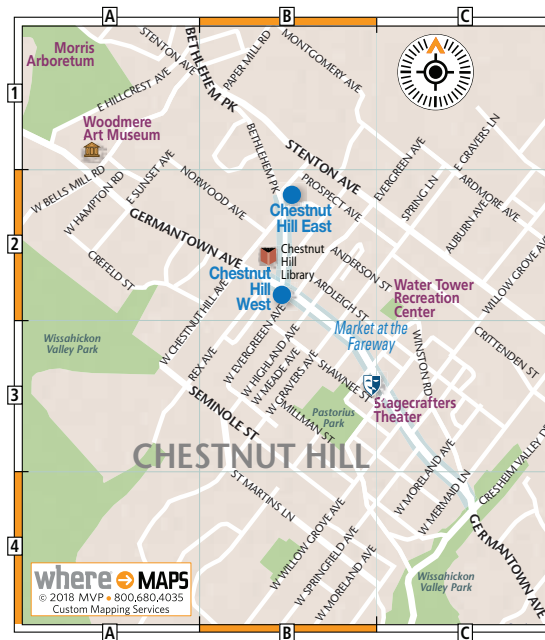 A
B
C
1
2
3
4
Morris
Arboretum
STENTON AVE
BETHLEHEM PK
PAPER MILL RD
MONTGOMERY AVE
E HILLCREST AVE
Woodmere
Art Museum
BETHLEHEM PK
STENTON AVE
EVERGREEN AVE
E GRAVERS LN
W BELLS MILL RD
W HAMPTON RD
E SUNSET AVE
NORWOOD AVE
PROSPECT AVE
SPRING LN
ARDMORE AVE
AUBURN AVE
Chestnut
Hill East
GERMANTOWN AVE
Chestnut
Hill
Library
ANDERSON ST
WILLOW GROVE AVE
CREFELD ST
Chestnut
Hill
West
ARDLEIGH ST
Water Tower
Recreation
Center
W CHESTNUT HILL AVE
Market at the
Fareway
CRITTENDEN ST
Wissahickon
Valley Park
REX AVE
W EVERGREEN AVE
W HIGHLAND AVE
W MEADE AVE
W GRAVERS AVE
SHAWNEE ST
WINSTON RD
SEMINOLE ST
MILLMAN ST
Pastorius
Park
Stagecrafters
Theater
CHESTNUT HILL
ST MARTINS LN
W MORELAND AVE
W MERMAID LN
CRESHEIM VALLEY D
W WILLOW GROVE AVE
W SPRINGFIELD AVE
W MORELAND AVE
GERMANTOWN AVE
Wissahickon
Valley Park
where MAPS
© 2018 MVP • 800,680,4035
Custom Mapping Services
A
B
C